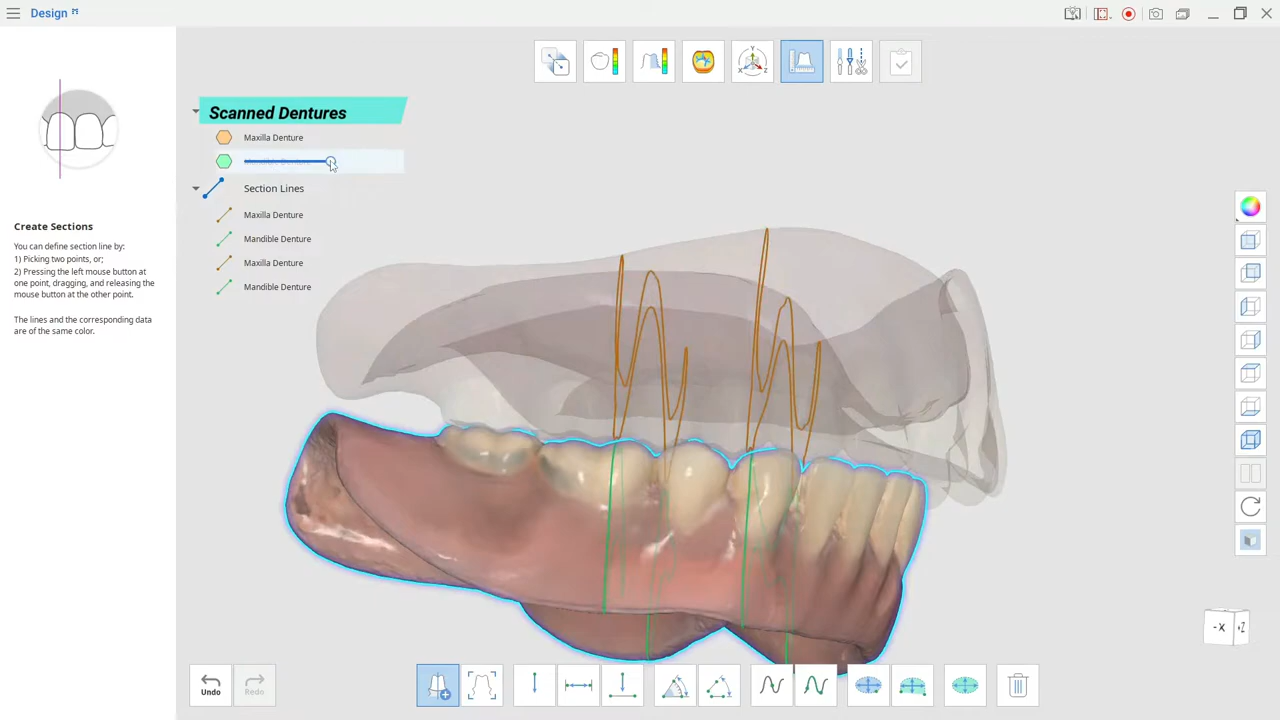 Design
Scanned Dentures
Maxilla Denture
Mandible Denture
Section Lines
Maxilla Denture
Mandible Denture
Maxilla Denture
Mandible Denture
Create Sections
You can define section line by:
1) Picking two points, or;
2) Pressing the left mouse button at
one point, dragging, and releasing the
mouse button at the other point.
The lines and the corresponding data
are of the same color.
X
Y
Z
-X
-Z
Undo
Redo